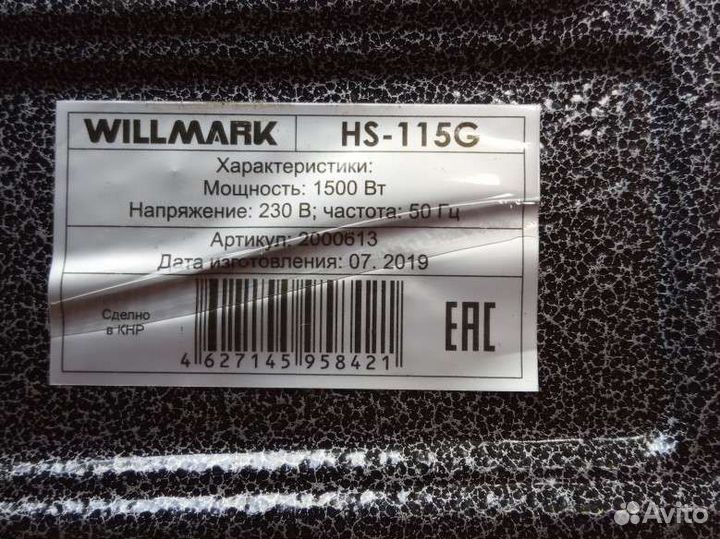 WILLMARK HS-115G
Характеристики:
Мощность: 1500 Вт
Напряжение: 230 В; частота: 50 Гц
Артикул: 2000613
Дата изготовления: 07. 2019
Сделно
в КНР
4 627145 958421
EAC
Avito